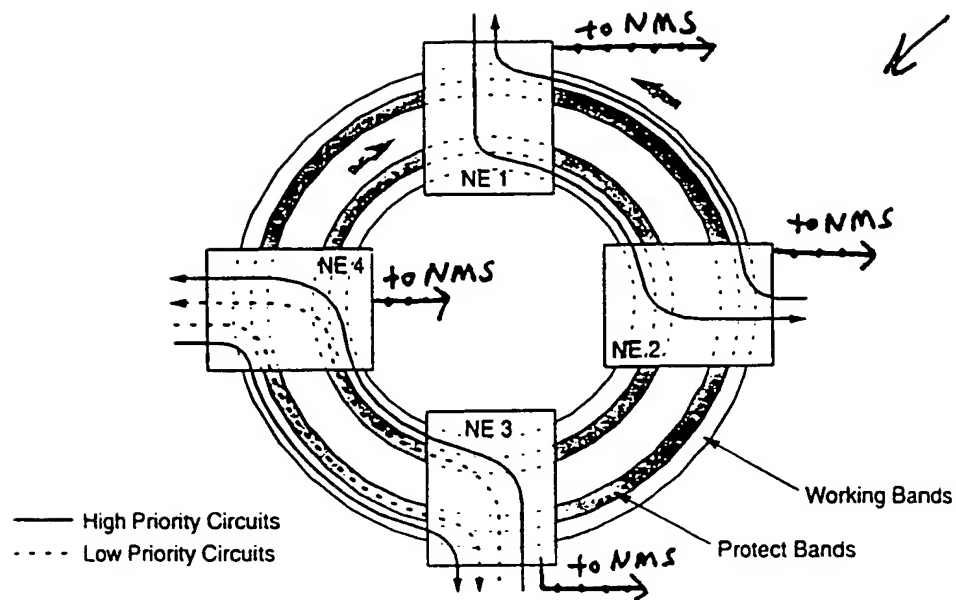 to NMS
NE 1
to NMS
NE 4
to NMS
NE 2
NE 3
Working Bands
High Priority Circuits
Protect Bands
Low Priority Circuits
to NMS